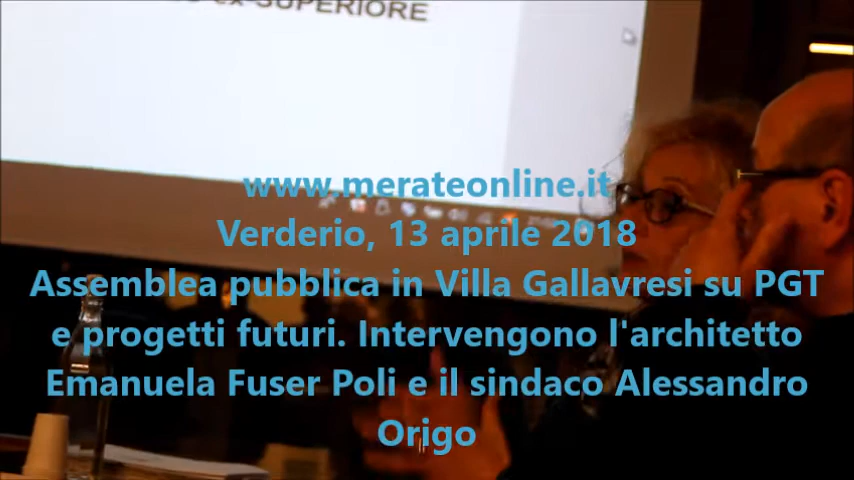 ex-SUPERIORE
www.merateonline.it
Verderio, 13 aprile 2018
Assemblea pubblica in Villa Gallavresi su PGT
e progetti futuri. Intervengono l'architetto
Emanuela Fuser Poli e il sindaco Alessandro
Origo